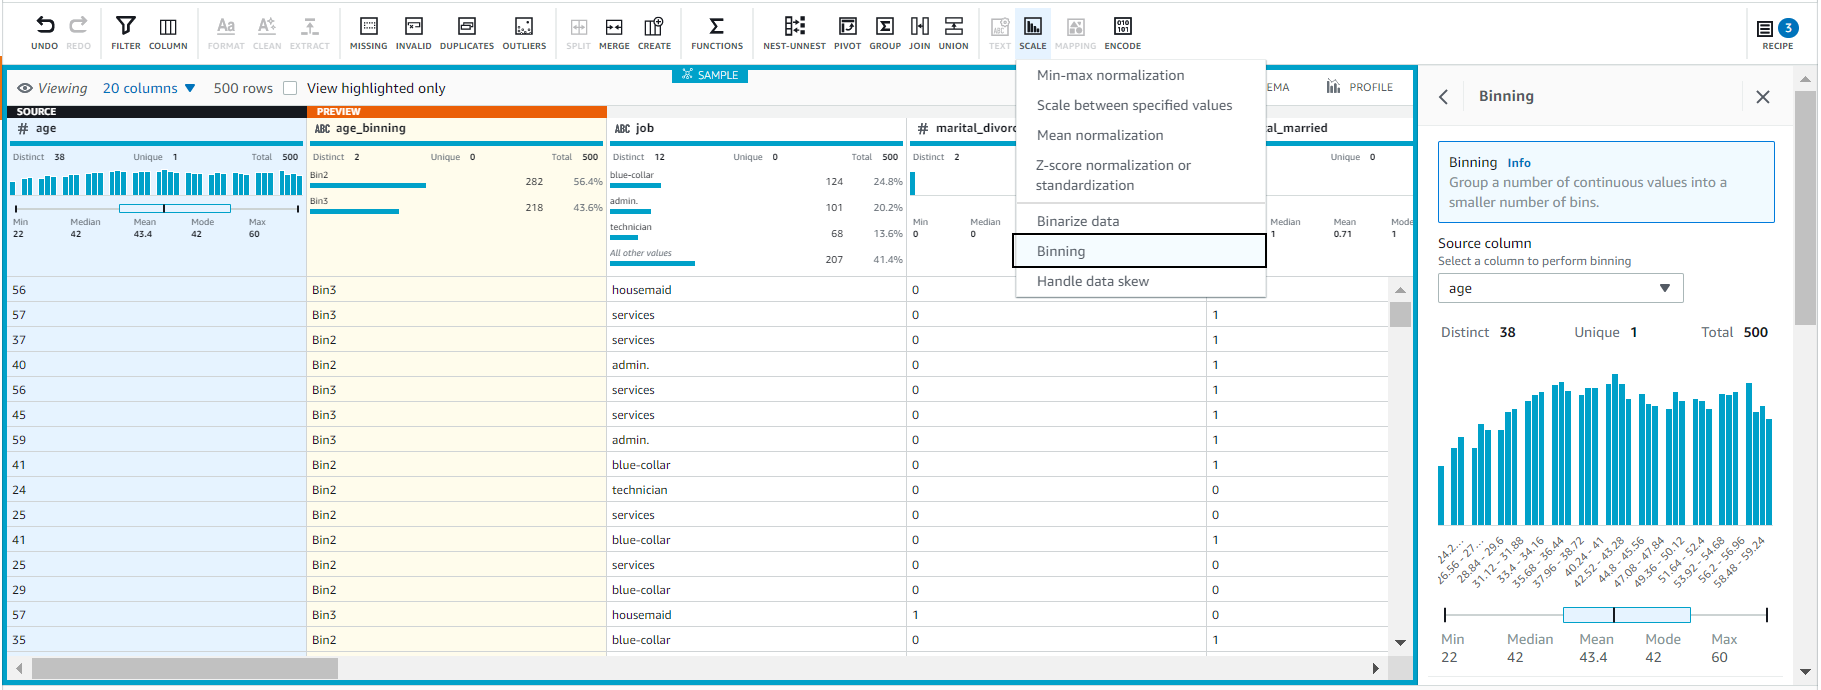 UNDO REDO FILTER COLUMN FORMAT CLEAN EXTRACT MISSING INVALID DUPLICATES OUTLIERS SPLIT MERGE CREATE FUNCTIONS NEST-UNNEST PIVOT GROUP JOIN UNION TEXT SCALE MAPPING ENCODE RECIPE 3
Viewing 20 columns 500 rows View highlighted only
SAMPLE
EMA PROFILE
Min-max normalization
Scale between specified values
Mean normalization
Z-score normalization or
standardization
Binarize data
Binning
Handle data skew
SOURCE PREVIEW
# age ABC age_binning ABC job # marital_divorc al_married
Distinct 38 Unique 1 Total 500
Min Median Mean Mode Max
22 42 43.4 42 60
Distinct 2 Unique 0 Total 500
Bin2 282 56.4%
Bin3 218 43.6%
Distinct 12 Unique 0 Total 500
blue-collar 124 24.8%
admin. 101 20.2%
technician 68 13.6%
All other values 207 41.4%
Distinct 2
Min Median
0 0
Unique 0
Median Mean Mode
1 0.71 1
56 Bin3 housemaid 0
57 Bin3 services 0 1
37 Bin2 services 0 1
40 Bin2 admin. 0 1
56 Bin3 services 0 1
45 Bin3 services 0 1
59 Bin3 admin. 0 1
41 Bin2 blue-collar 0 1
24 Bin2 technician 0 0
25 Bin2 services 0 0
41 Bin2 blue-collar 0 1
25 Bin2 services 0 0
29 Bin2 blue-collar 0 0
57 Bin3 housemaid 1 0
35 Bin2 blue-collar 0 1
Binning
Binning Info
Group a number of continuous values into a
smaller number of bins.
Source column
Select a column to perform binning
age
Distinct 38 Unique 1 Total 500
24.2...
26.56 - 27...
28.84 - 29.6
31.12 - 31.88
33.4 - 34.16
35.68 - 36.44
37.96 - 38.72
40.24 - 41
42.52 - 43.28
44.8 - 45.56
47.08 - 47.84
49.36 - 50.12
51.64 - 52.4
53.92 - 54.68
56.2 - 56.96
58.48 - 59.24
Min Median Mean Mode Max
22 42 43.4 42 60